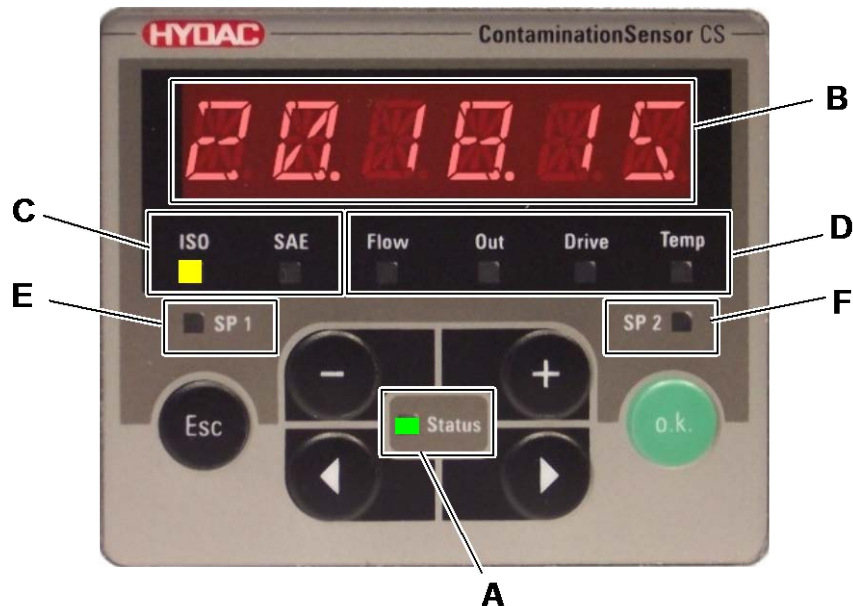 HYDAC ContaminationSensor CS
20.18.15
B
C
ISO SAE Flow Out Drive Temp
D
E
SP 1 SP 2
F
- +
Esc Status o.k.
A